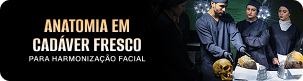 ANATOMIA EM
CADÁVER FRESCO
PARA HARMONIZAÇÃO FACIAL